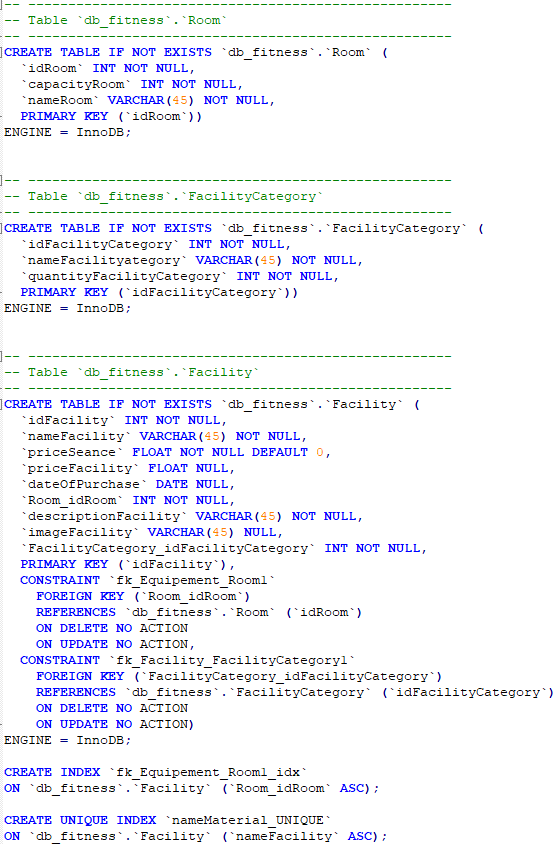 -- -----------------------------------------------------
-- Table `db_fitness`.`Room`
-- -----------------------------------------------------
CREATE TABLE IF NOT EXISTS `db_fitness`.`Room` (
  `idRoom` INT NOT NULL,
  `capacityRoom` INT NOT NULL,
  `nameRoom` VARCHAR(45) NOT NULL,
  PRIMARY KEY (`idRoom`))
ENGINE = InnoDB;
-- -----------------------------------------------------
-- Table `db_fitness`.`FacilityCategory`
-- -----------------------------------------------------
CREATE TABLE IF NOT EXISTS `db_fitness`.`FacilityCategory` (
  `idFacilityCategory` INT NOT NULL,
  `nameFacilityategory` VARCHAR(45) NOT NULL,
  `quantityFacilityCategory` INT NOT NULL,
  PRIMARY KEY (`idFacilityCategory`))
ENGINE = InnoDB;
-- -----------------------------------------------------
-- Table `db_fitness`.`Facility`
-- -----------------------------------------------------
CREATE TABLE IF NOT EXISTS `db_fitness`.`Facility` (
  `idFacility` INT NOT NULL,
  `nameFacility` VARCHAR(45) NOT NULL,
  `priceSeance` FLOAT NOT NULL DEFAULT 0,
  `priceFacility` FLOAT NULL,
  `dateOfPurchase` DATE NULL,
  `Room_idRoom` INT NOT NULL,
  `descriptionFacility` VARCHAR(45) NOT NULL,
  `imageFacility` VARCHAR(45) NULL,
  `FacilityCategory_idFacilityCategory` INT NOT NULL,
  PRIMARY KEY (`idFacility`),
  CONSTRAINT `fk_Equipement_Room1`
    FOREIGN KEY (`Room_idRoom`)
    REFERENCES `db_fitness`.`Room` (`idRoom`)
    ON DELETE NO ACTION
    ON UPDATE NO ACTION,
  CONSTRAINT `fk_Facility_FacilityCategory1`
    FOREIGN KEY (`FacilityCategory_idFacilityCategory`)
    REFERENCES `db_fitness`.`FacilityCategory` (`idFacilityCategory`)
    ON DELETE NO ACTION
    ON UPDATE NO ACTION)
ENGINE = InnoDB;
CREATE INDEX `fk_Equipement_Room1_idx`
ON `db_fitness`.`Facility` (`Room_idRoom` ASC);
CREATE UNIQUE INDEX `nameMaterial_UNIQUE`
ON `db_fitness`.`Facility` (`nameFacility` ASC);